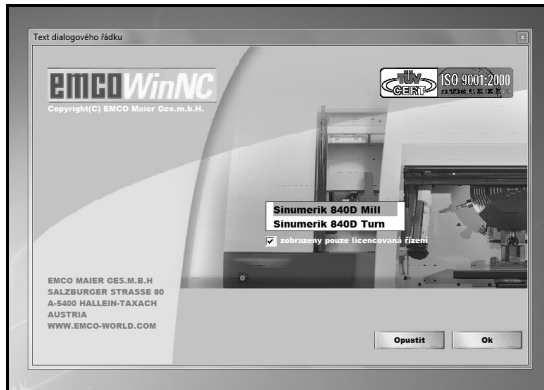 Text dialogového řádku
emco WinNC
Copyright(C) EMCO Maier Ges.m.b.H.
TÜV
CERT
ISO 9001:2000
Sinumerik 840D Mill
Sinumerik 840D Turn
zobrazeny pouze licencovaná řízení
EMCO MAIER GES.M.B.H
SALZBURGER STRASSE 80
A-5400 HALLEIN-TAXACH
AUSTRIA
WWW.EMCO-WORLD.COM
Opustit
Ok